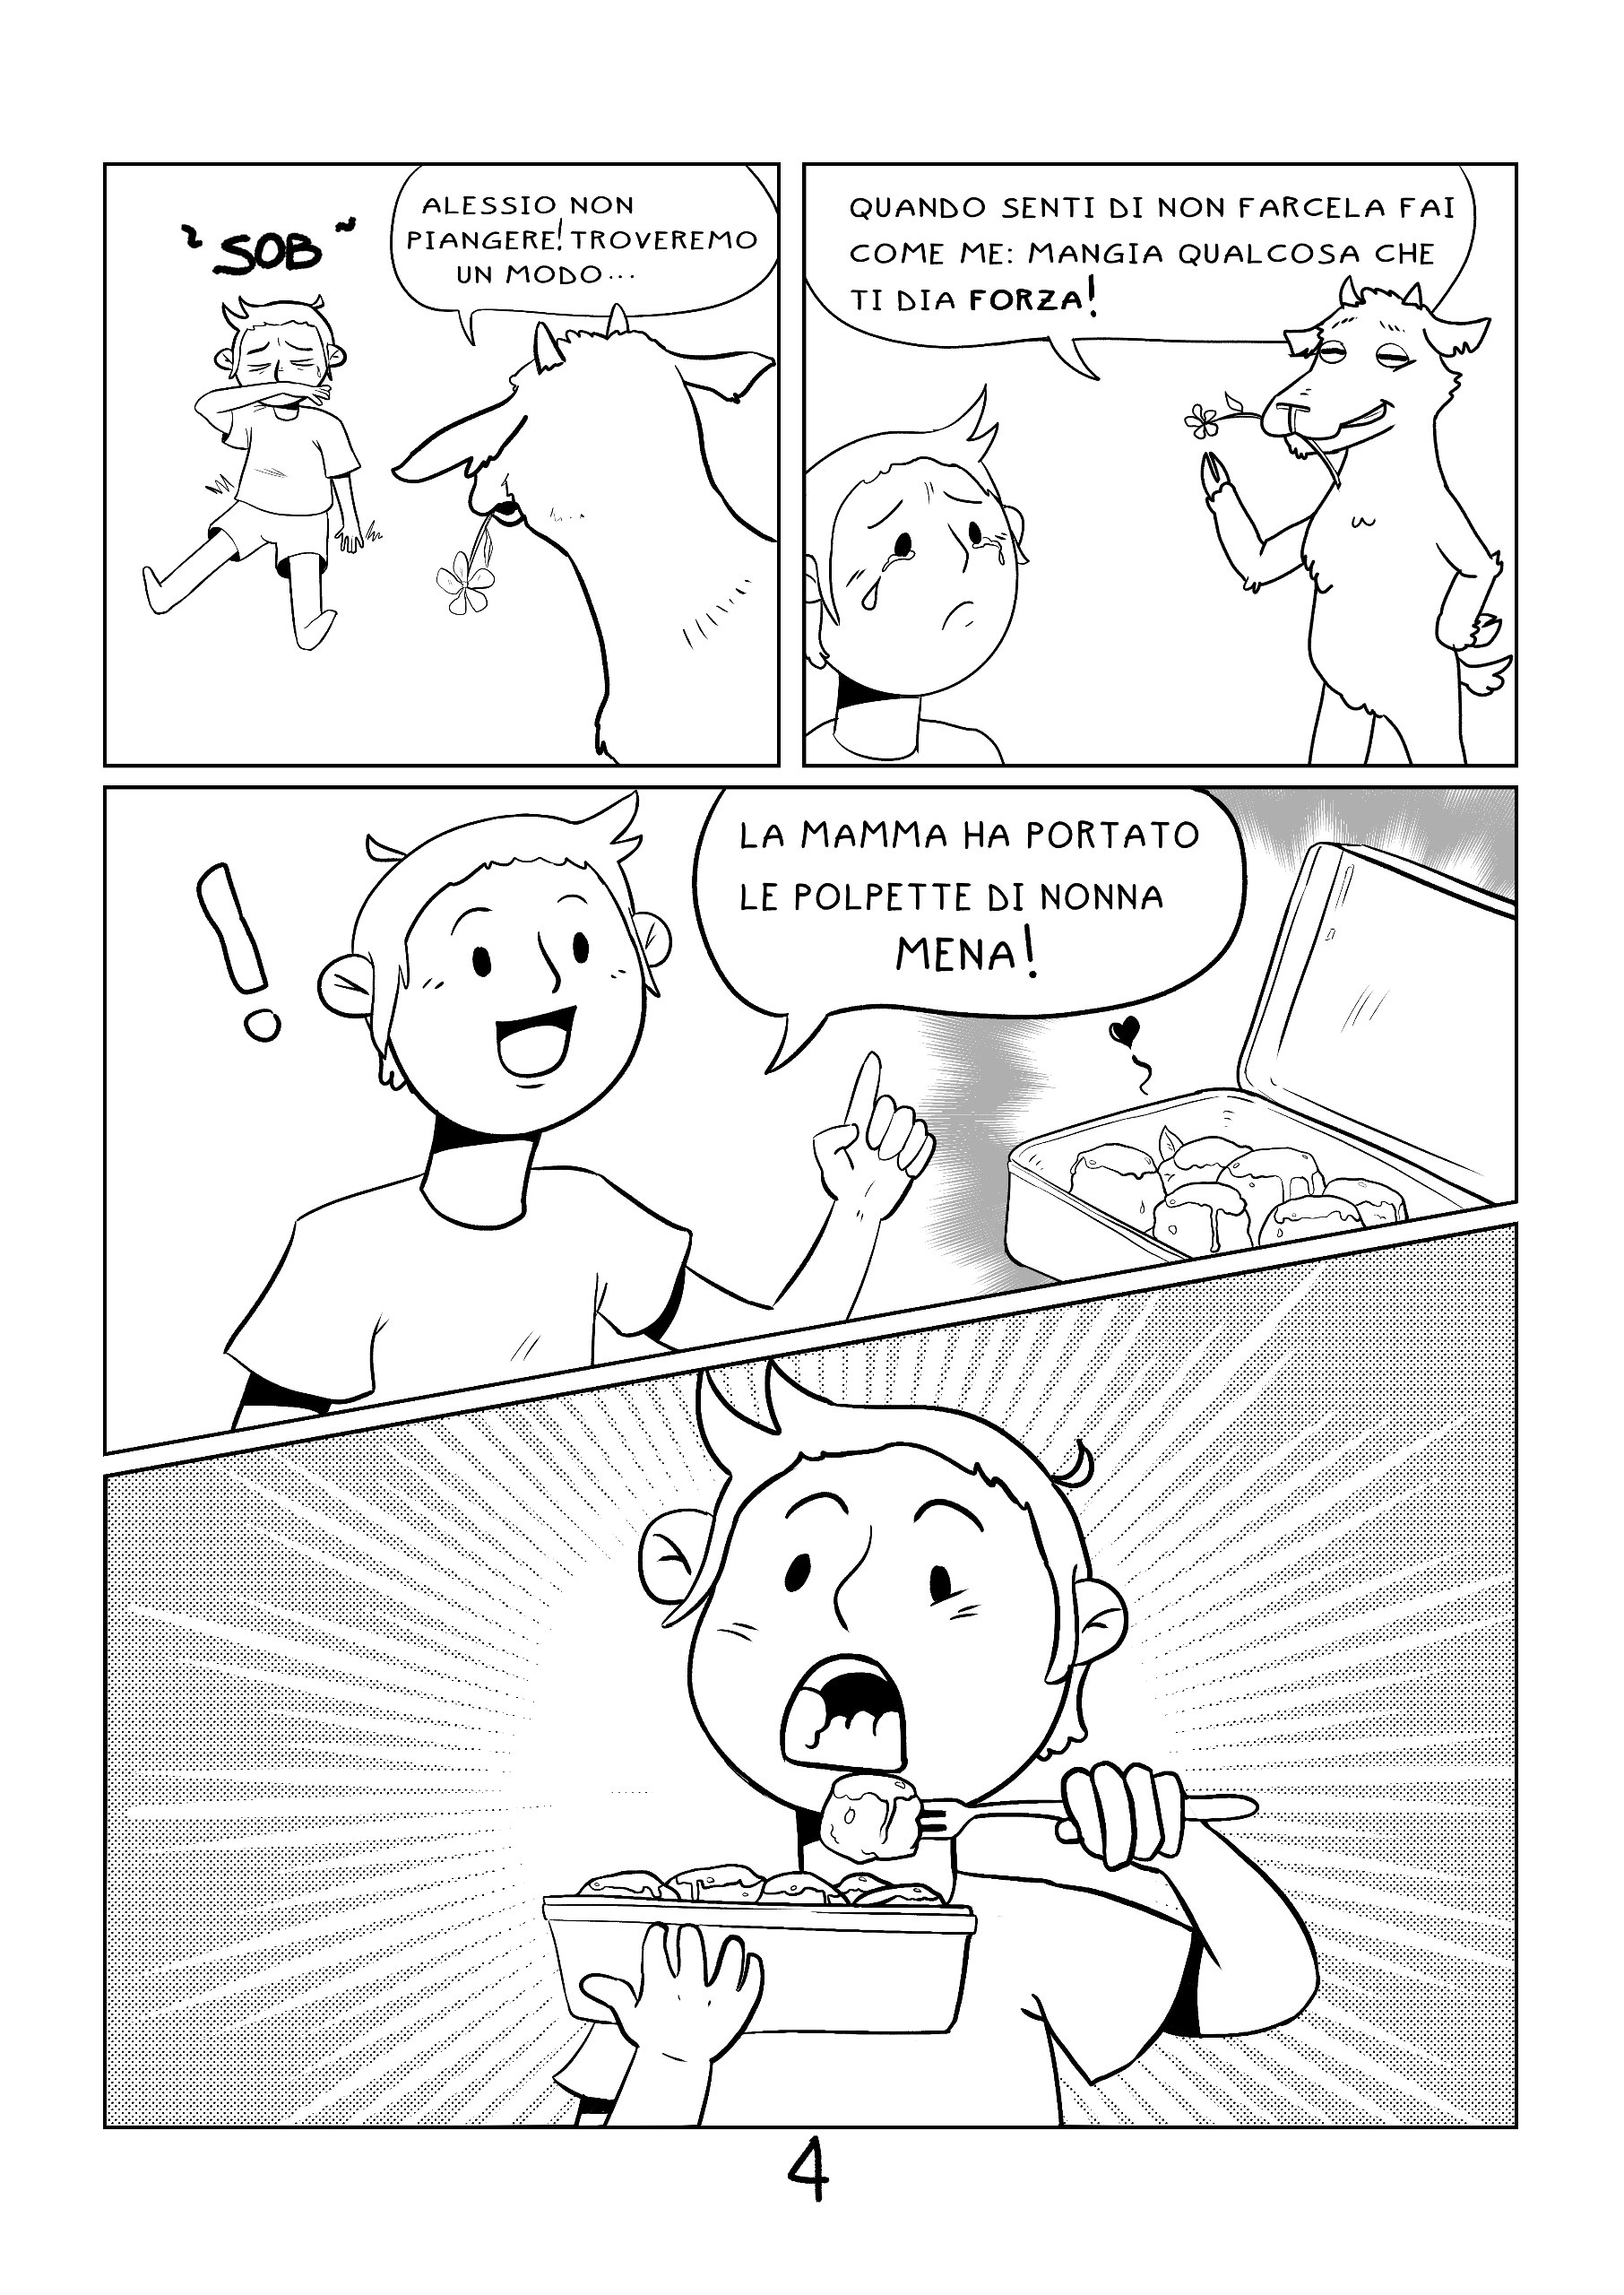 ~ SOB ~
ALESSIO NON
PIANGERE! TROVEREMO
UN MODO...
QUANDO SENTI DI NON FARCELA FAI
COME ME: MANGIA QUALCOSA CHE
TI DIA FORZA!
!
LA MAMMA HA PORTATO
LE POLPETTE DI NONNA
MENA!
4